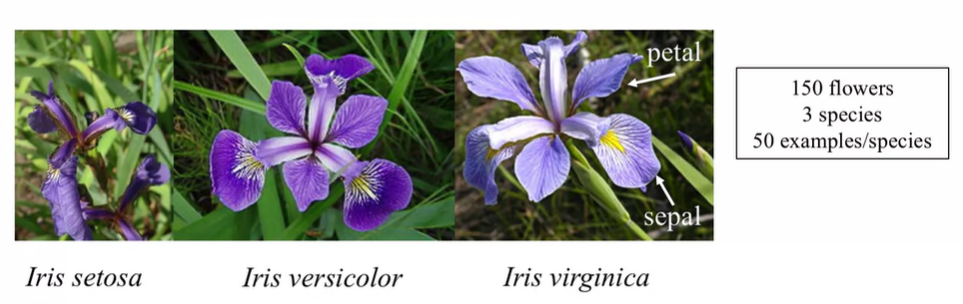 petal
sepal
150 flowers
3 species
50 examples/species
Iris setosa
Iris versicolor
Iris virginica